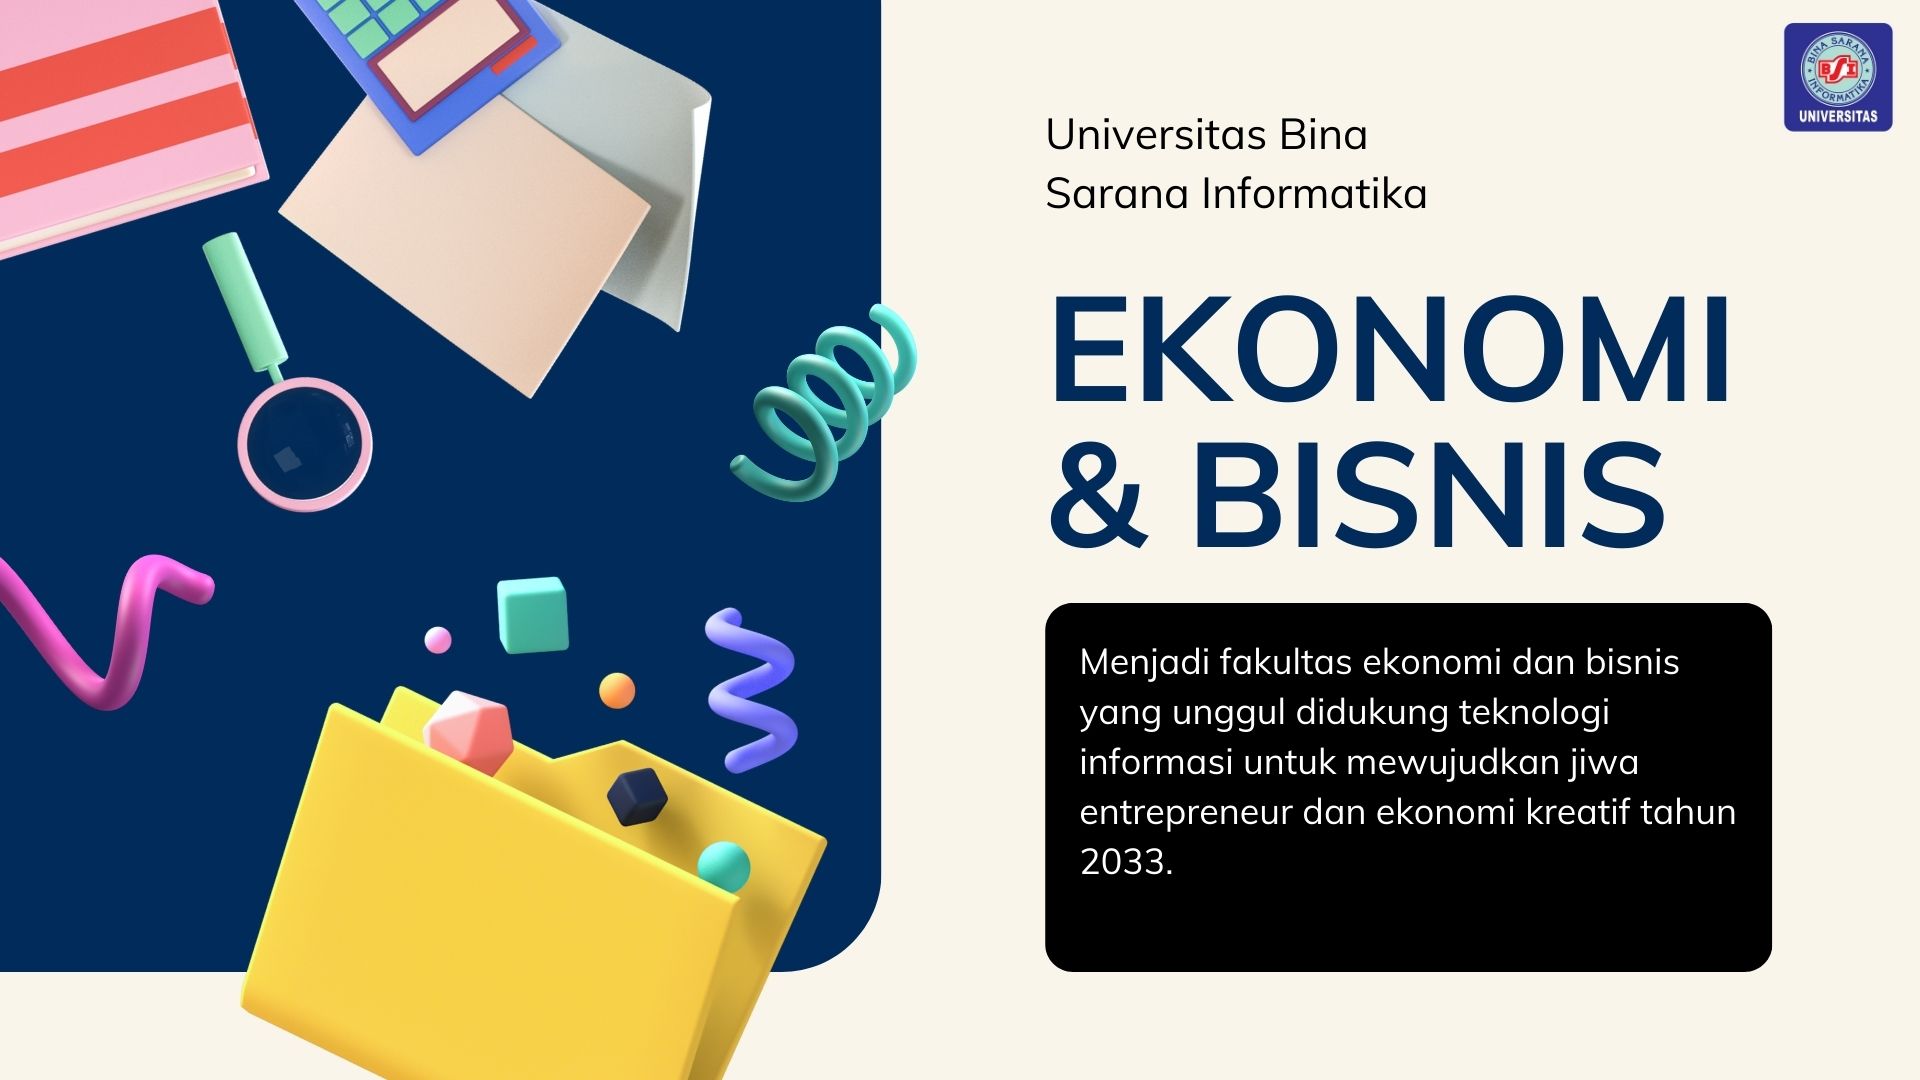 Universitas Bina
Sarana Informatika
EKONOMI
& BISNIS
Menjadi fakultas ekonomi dan bisnis
yang unggul didukung teknologi
informasi untuk mewujudkan jiwa
entrepreneur dan ekonomi kreatif tahun
2033.
BINA SARANA
BSI
INFORMATIKA
UNIVERSITAS